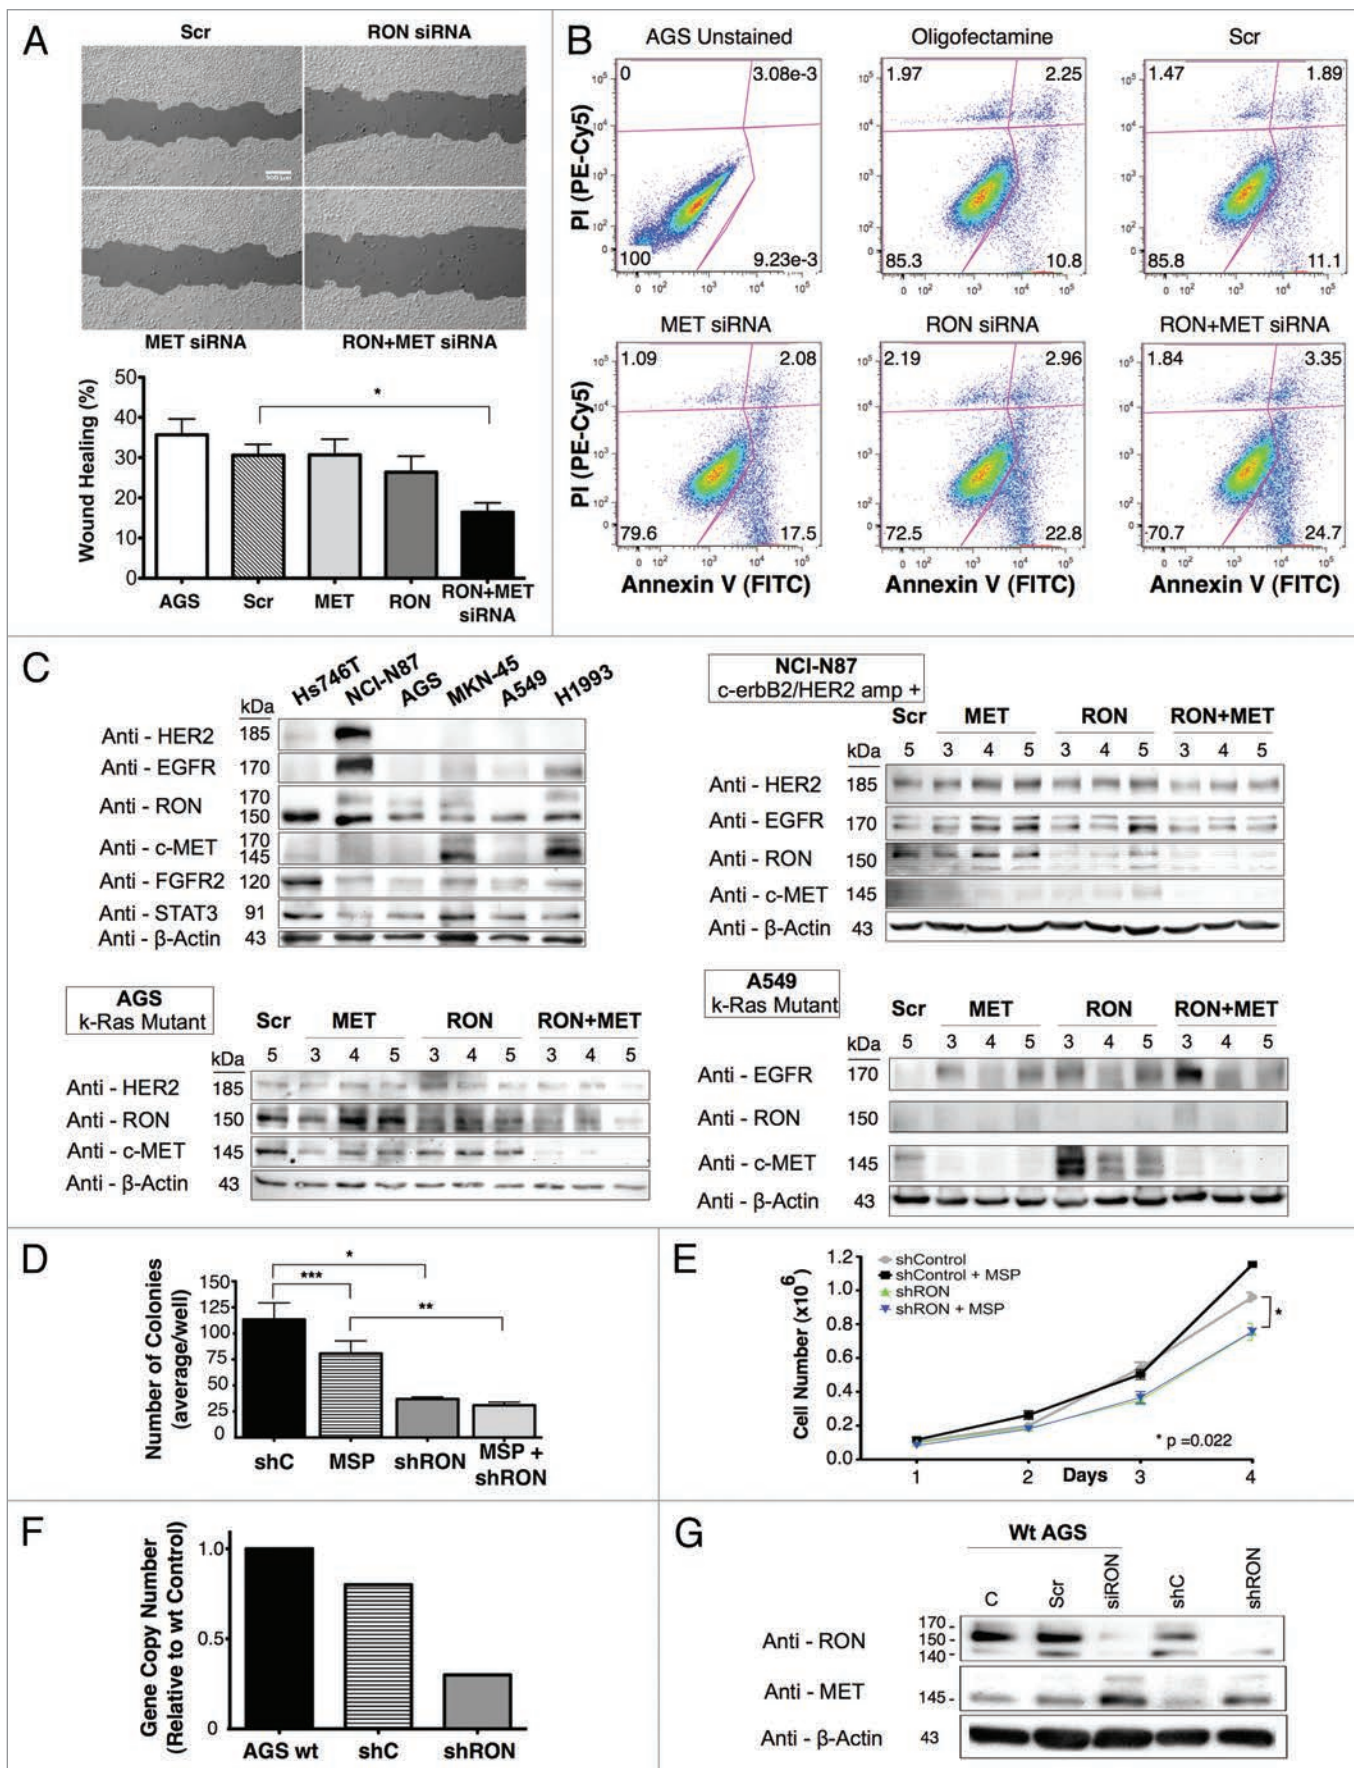 A
Scr
RON siRNA
MET siRNA
RON+MET siRNA
Wound Healing (%)
50
40
30
20
10
0
*
AGS
Scr
MET
RON
RON+MET
siRNA
B
AGS Unstained
Oligofectamine
Scr
PI (PE-Cy5)
0
3.08e-3
100
9.23e-3
1.97
2.25
85.3
10.8
1.47
1.89
85.8
11.1
10⁵
10⁴
10³
10²
0
0 10² 10³ 10⁴ 10⁵
MET siRNA
RON siRNA
RON+MET siRNA
PI (PE-Cy5)
1.09
2.08
79.6
17.5
2.19
2.96
72.5
22.8
1.84
3.35
70.7
24.7
Annexin V (FITC)
Annexin V (FITC)
C
Hs746T
NCI-N87
AGS
MKN-45
A549
H1993
kDa
Anti - HER2 185
Anti - EGFR 170
Anti - RON 170
150
Anti - c-MET 170
145
Anti - FGFR2 120
Anti - STAT3 91
Anti - β-Actin 43
NCI-N87
c-erbB2/HER2 amp +
Scr MET RON RON+MET
kDa 5 3 4 5 3 4 5 3 4 5
Anti - HER2 185
Anti - EGFR 170
Anti - RON 150
Anti - c-MET 145
Anti - β-Actin 43
AGS
k-Ras Mutant
Scr MET RON RON+MET
kDa 5 3 4 5 3 4 5 3 4 5
Anti - HER2 185
Anti - RON 150
Anti - c-MET 145
Anti - β-Actin 43
A549
k-Ras Mutant
Scr MET RON RON+MET
kDa 5 3 4 5 3 4 5 3 4 5
Anti - EGFR 170
Anti - RON 150
Anti - c-MET 145
Anti - β-Actin 43
D
Number of Colonies
(average/well)
150
125
100
75
50
25
0
*
***
**
shC
MSP
shRON
MSP +
shRON
E
shControl
shControl + MSP
shRON
shRON + MSP
Cell Number (x10⁶)
1.2
1.0
0.8
0.6
0.4
0.2
0.0
*
* p =0.022
1 2 3 4
Days
F
Gene Copy Number
(Relative to wt Control)
1.0
0.5
0
AGS wt
shC
shRON
G
Wt AGS
C
Scr
siRON
shC
shRON
Anti - RON
170 -
150 -
140 -
Anti - MET
145 -
Anti - β-Actin 43